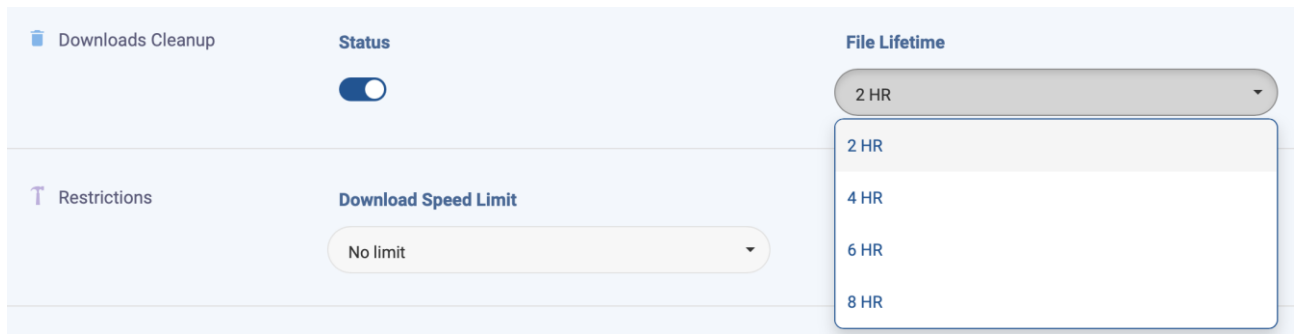 Downloads Cleanup
Status
File Lifetime
2 HR
2 HR
4 HR
6 HR
8 HR
Restrictions
Download Speed Limit
No limit